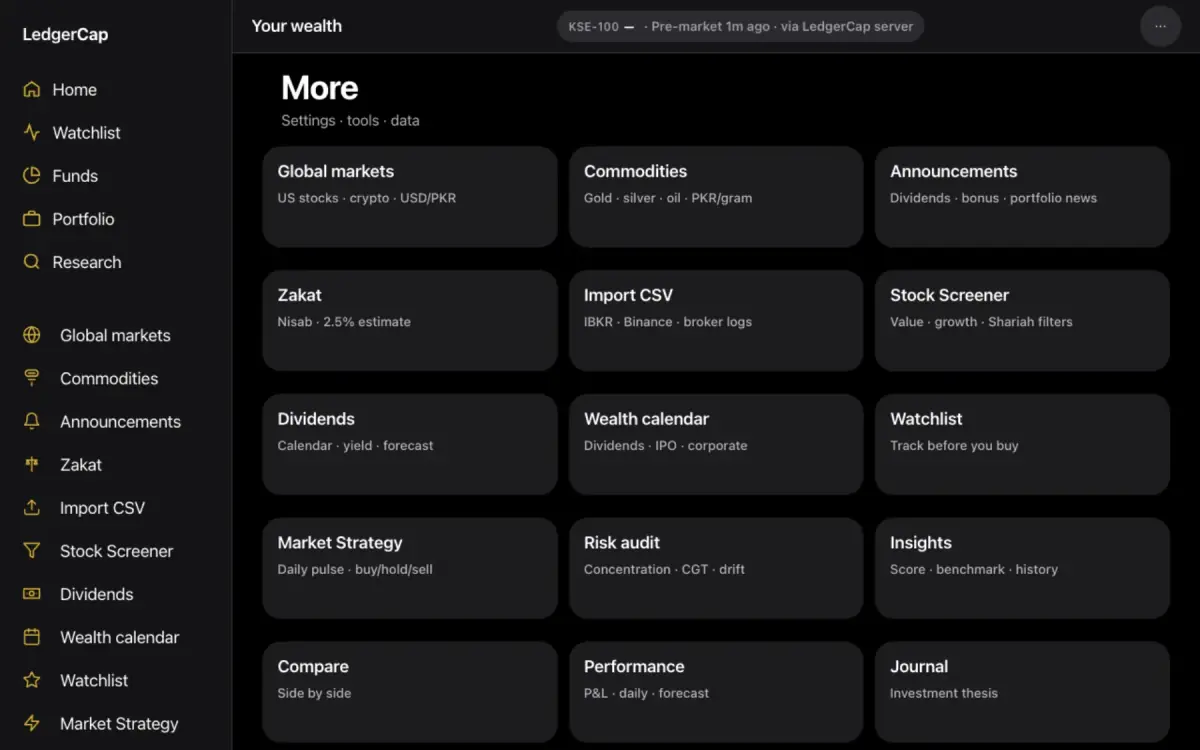 LedgerCap
Home
Watchlist
Funds
Portfolio
Research
Global markets
Commodities
Announcements
Zakat
Import CSV
Stock Screener
Dividends
Wealth calendar
Watchlist
Market Strategy
Your wealth
KSE-100 — · Pre-market 1m ago · via LedgerCap server
···
More
Settings · tools · data
Global markets
US stocks · crypto · USD/PKR
Commodities
Gold · silver · oil · PKR/gram
Announcements
Dividends · bonus · portfolio news
Zakat
Nisab · 2.5% estimate
Import CSV
IBKR · Binance · broker logs
Stock Screener
Value · growth · Shariah filters
Dividends
Calendar · yield · forecast
Wealth calendar
Dividends · IPO · corporate
Watchlist
Track before you buy
Market Strategy
Daily pulse · buy/hold/sell
Risk audit
Concentration · CGT · drift
Insights
Score · benchmark · history
Compare
Side by side
Performance
P&L · daily · forecast
Journal
Investment thesis